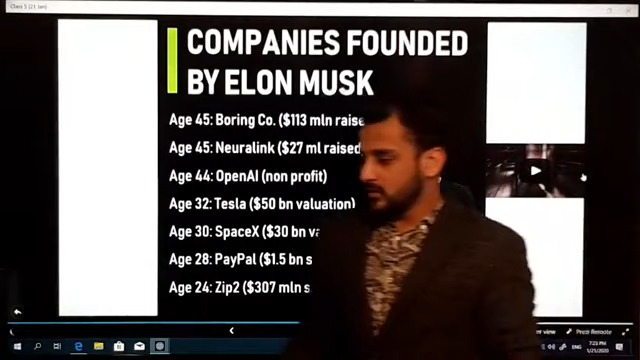 Class 5 (21 Jan)
COMPANIES FOUNDED
BY ELON MUSK
Age 45: Boring Co. ($113 mln raise
Age 45: Neuralink ($27 ml raised
Age 44: OpenAI (non profit)
Age 32: Tesla ($50 bn valuation)
Age 30: SpaceX ($30 bn va
Age 28: PayPal ($1.5 bn s
Age 24: Zip2 ($307 mln s
er view
Prezi Remote
ENG
7:23 PM
1/21/2020